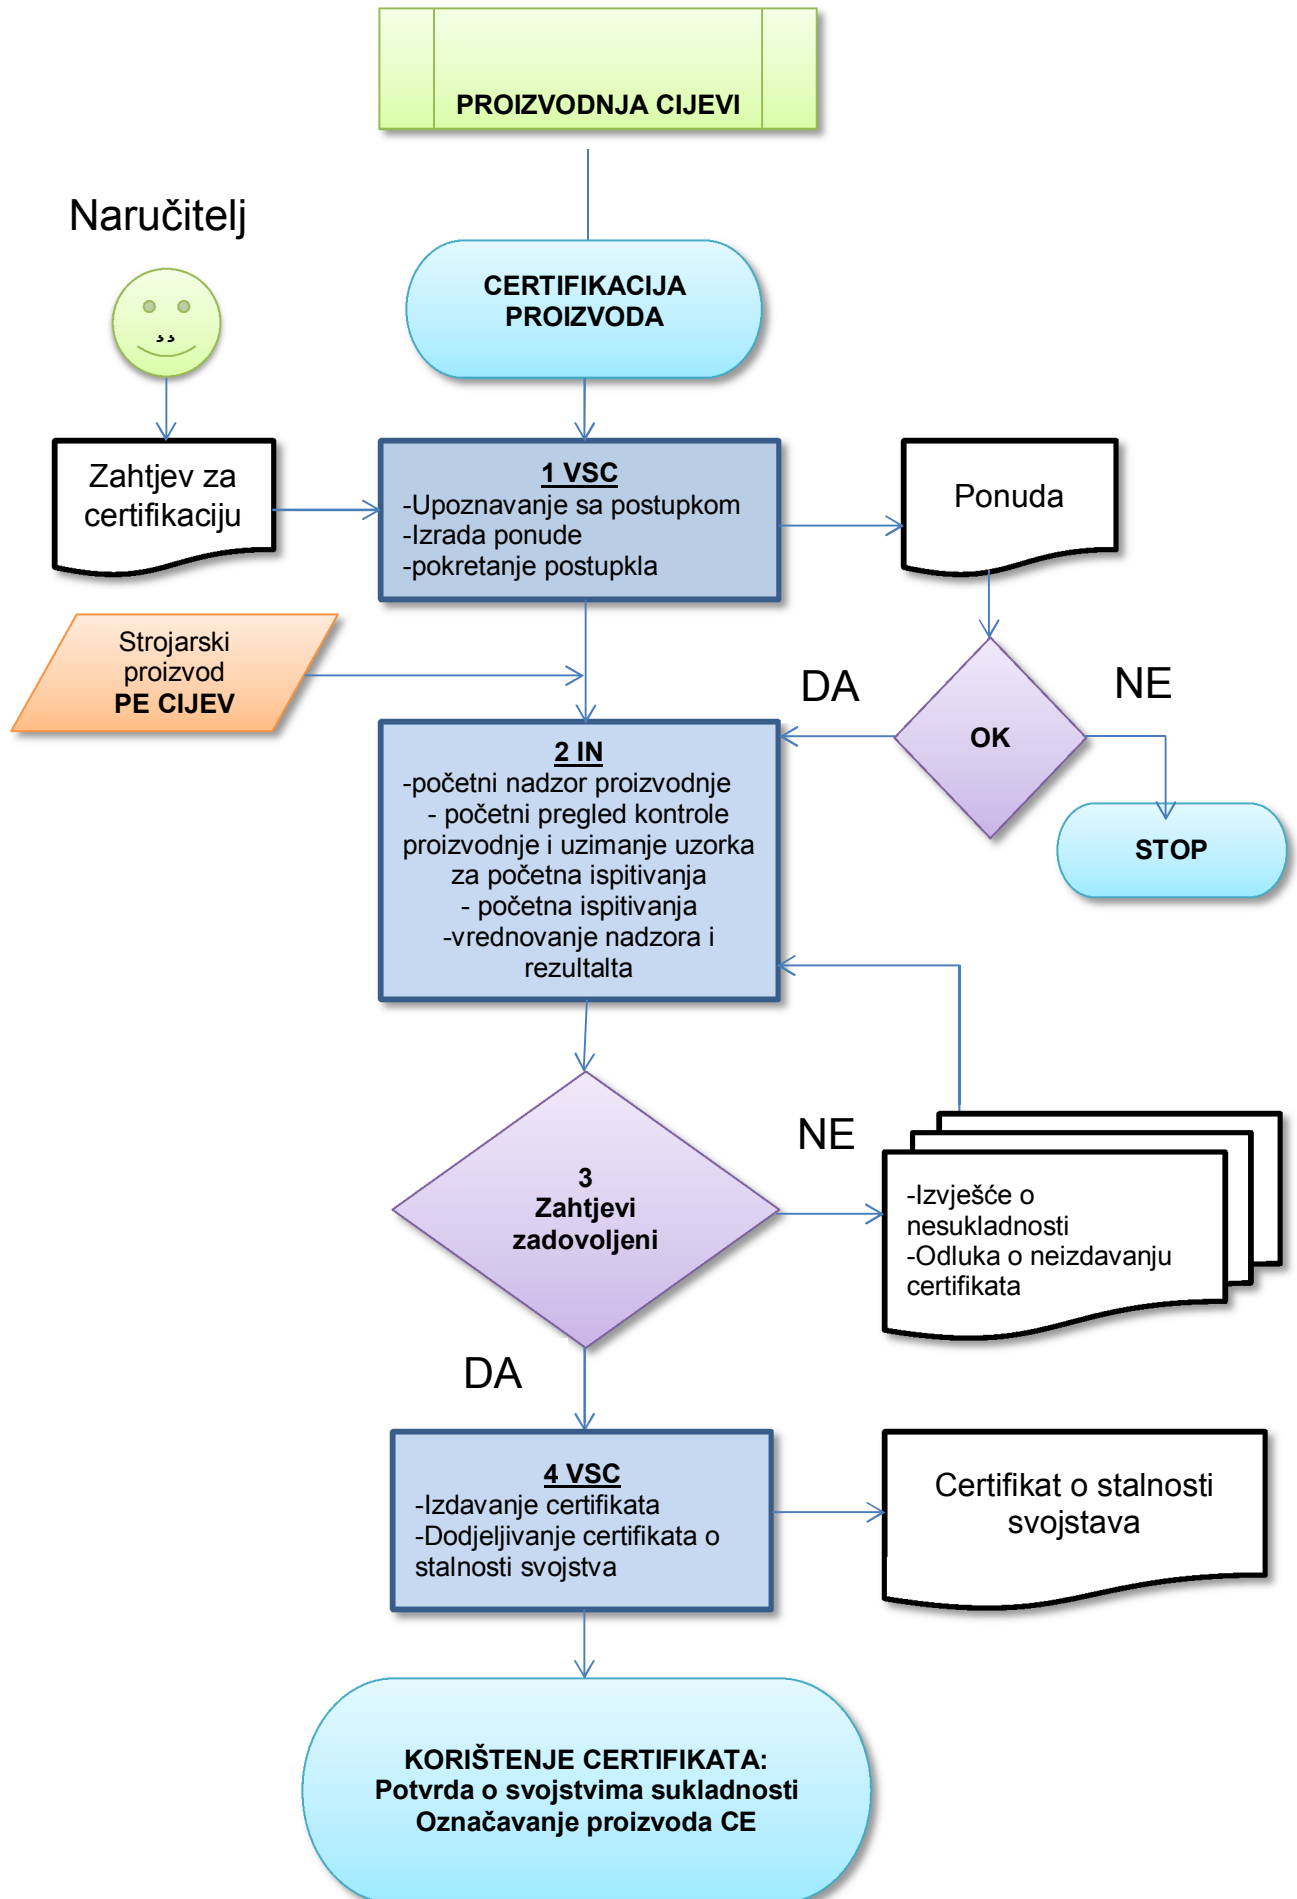 PROIZVODNJA CIJEVI
Naručitelj
CERTIFIKACIJA
PROIZVODA
Zahtjev za
certifikaciju
1 VSC
-Upoznavanje sa postupkom
-Izrada ponude
-pokretanje postupkla
Ponuda
Strojarski
proizvod
PE CIJEV
DA
NE
OK
STOP
2 IN
-početni nadzor proizvodnje
- početni pregled kontrole
proizvodnje i uzimanje uzorka
za početna ispitivanja
- početna ispitivanja
-vrednovanje nadzora i
rezultalta
3
Zahtjevi
zadovoljeni
NE
-Izvješće o
nesukladnosti
-Odluka o neizdavanju
certifikata
DA
4 VSC
-Izdavanje certifikata
-Dodjeljivanje certifikata o
stalnosti svojstva
Certifikat o stalnosti
svojstava
KORIŠTENJE CERTIFIKATA:
Potvrda o svojstvima sukladnosti
Označavanje proizvoda CE